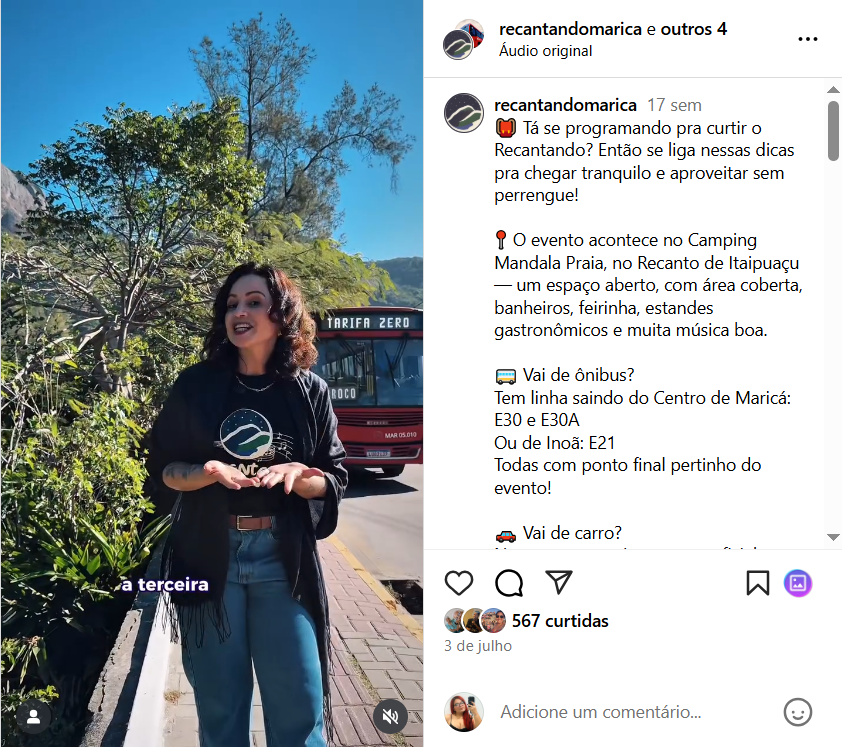 recantandomarica e outros 4
Áudio original
recantandomarica 17 sem
Tá se programando pra curtir o
Recantando? Então se liga nessas dicas
pra chegar tranquilo e aproveitar sem
perrengue!
O evento acontece no Camping
Mandala Praia, no Recanto de Itaipuaçu
— um espaço aberto, com área coberta,
banheiros, feirinha, estandes
gastronômicos e muita música boa.
Vai de ônibus?
Tem linha saindo do Centro de Maricá:
E30 e E30A
Ou de Inoã: E21
Todas com ponto final pertinho do
evento!
Vai de carro?
TARIFA ZERO
MAR 05.010
a terceira
567 curtidas
3 de julho
Adicione um comentário...